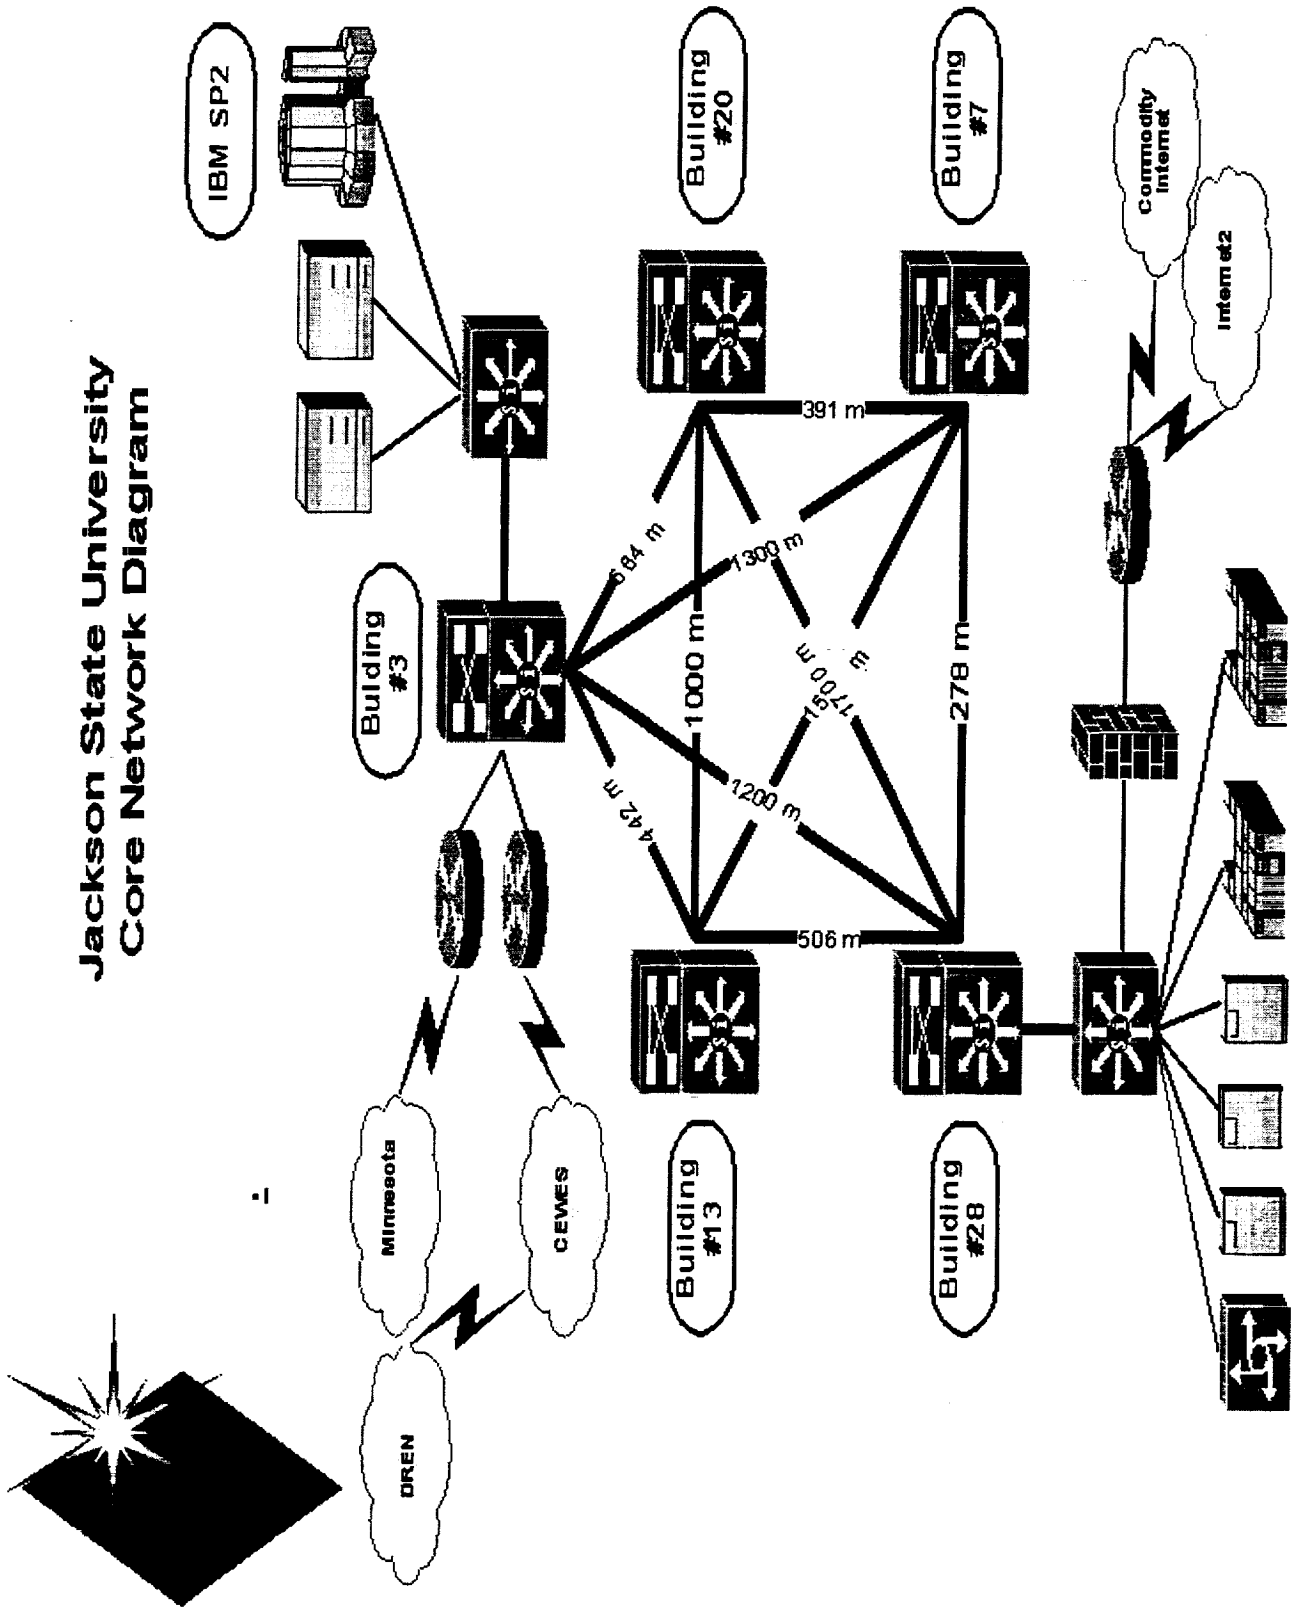 Jackson State University
Core Network Diagram
IBM SP2
Bulding
#3
Minnesota
CEWES
DREN
Building
#13
Building
#20
Building
#28
Building
#7
442 m
684 m
1000 m
1200 m
1300 m
1500 m
1700 m
506 m
391 m
278 m
Commodity
Internet
Internet2